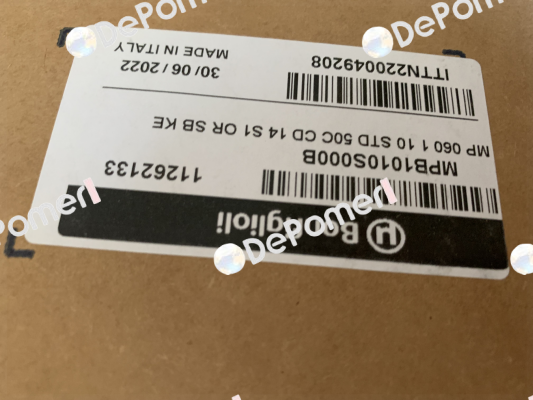 Bonfiglioli
MPB1010S000B 11262133
MP 060 1 10 STD 50C CD 14 S1 OR SB KE
ITTN220049208 30/06/2022
MADE IN ITALY
DePomeri
DePomeri
DePomeri
DePomeri